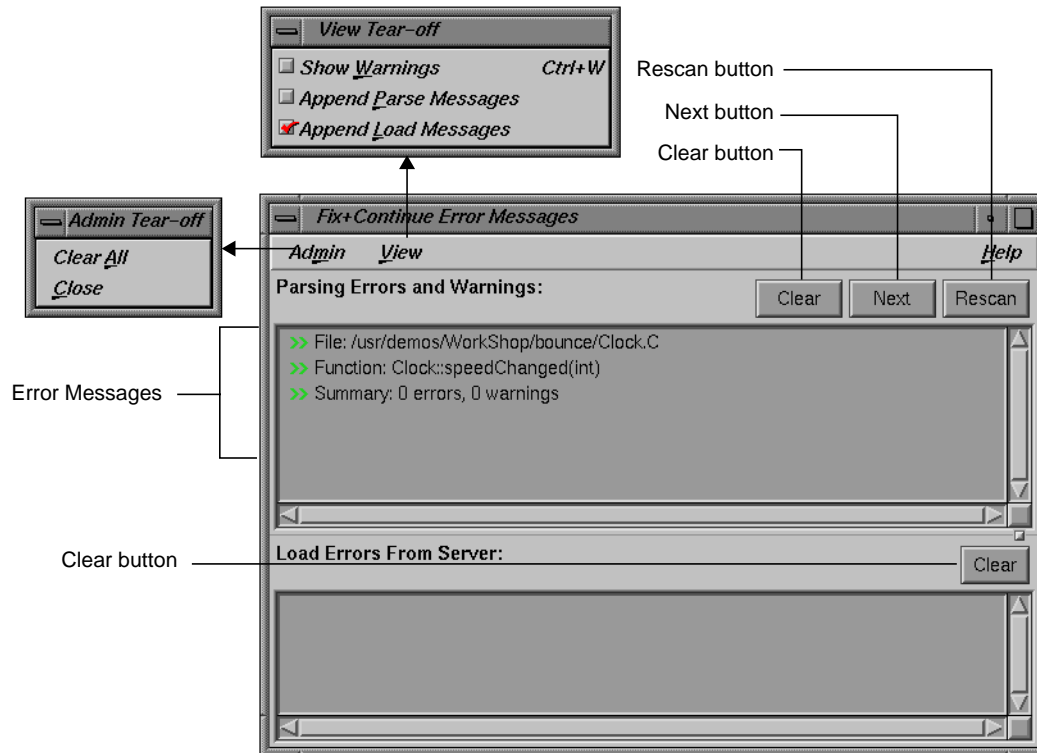 View Tear-off
Show Warnings Ctrl+W
Append Parse Messages
Append Load Messages
Rescan button
Next button
Clear button
Admin Tear-off
Clear All
Close
Fix+Continue Error Messages
Admin View Help
Parsing Errors and Warnings:
Clear Next Rescan
>> File: /usr/demos/WorkShop/bounce/Clock.C
>> Function: Clock::speedChanged(int)
>> Summary: 0 errors, 0 warnings
Error Messages
Clear button
Load Errors From Server:
Clear